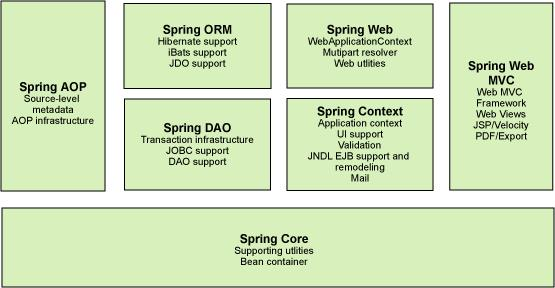 Spring AOP
Source-level
metadata
AOP infrastructure
Spring ORM
Hibernate support
iBats support
JDO support
Spring DAO
Transaction infrastructure
JOBC support
DAO support
Spring Web
WebApplicationContext
Mutipart resolver
Web utlities
Spring Context
Application context
UI support
Validation
JNDL EJB support and
remodeling
Mail
Spring Web
MVC
Web MVC
Framework
Web Views
JSP/Velocity
PDF/Export
Spring Core
Supporting utlities
Bean container